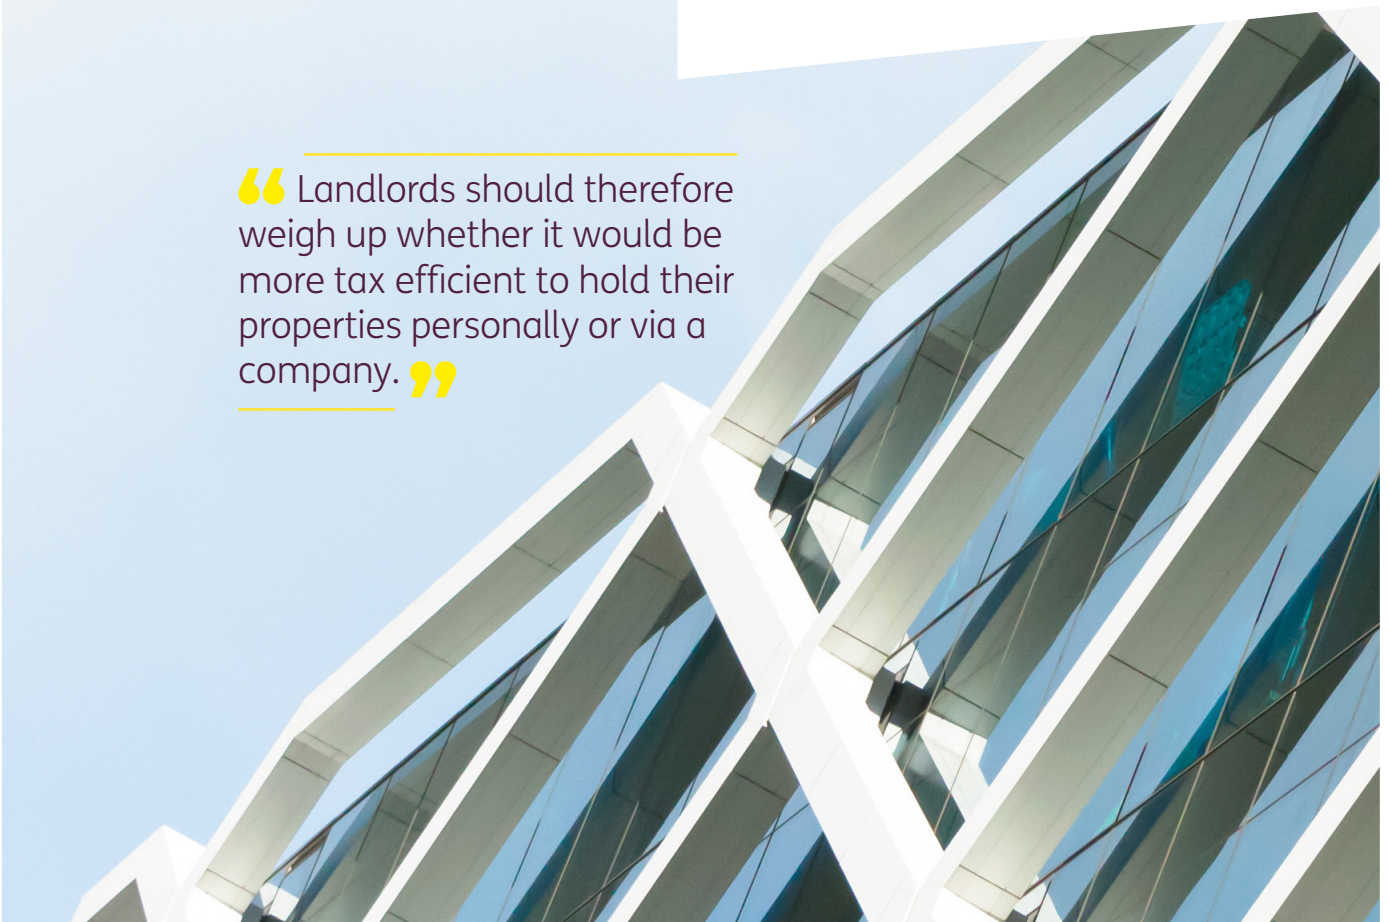 “ Landlords should therefore
weigh up whether it would be
more tax efficient to hold their
properties personally or via a
company. ”